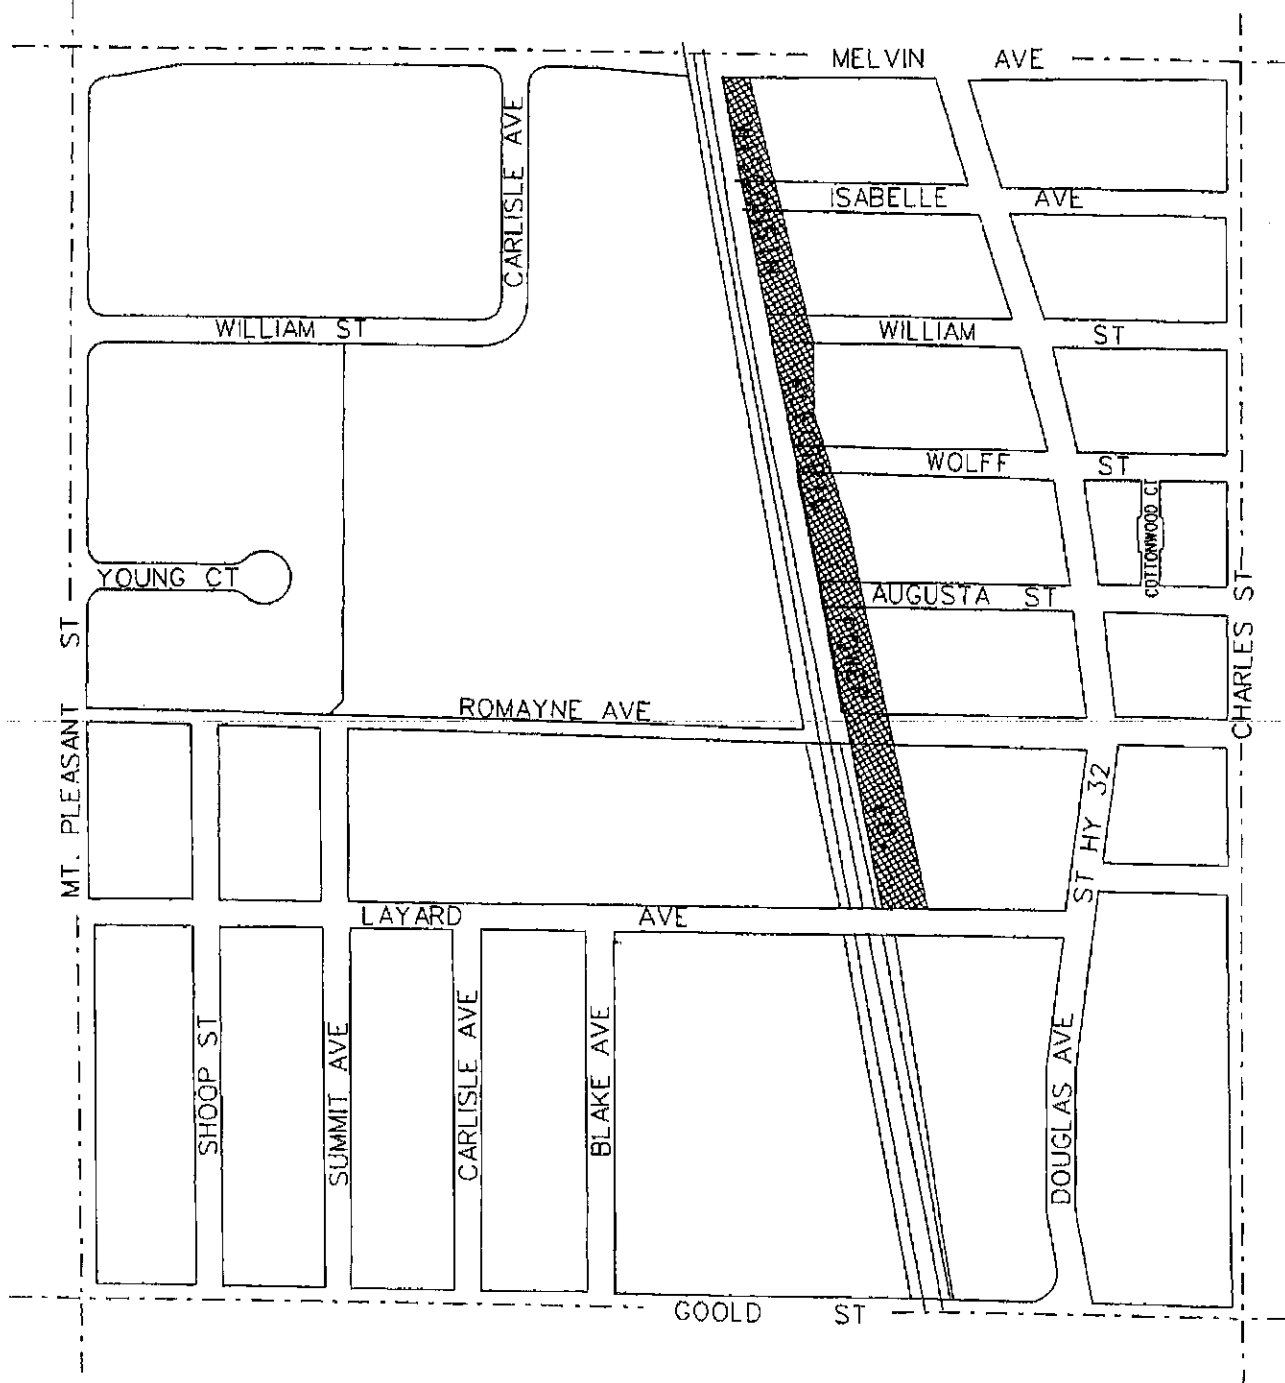 MELVIN AVE
CARLISLE AVE
ISABELLE AVE
WILLIAM ST
WILLIAM ST
WOLFF ST
COTTONWOOD CT
YOUNG CT
AUGUSTA ST
MT. PLEASANT ST
CHARLES ST
ROMAYNE AVE
ST HY 32
LAYARD AVE
SHOOP ST
SUMMIT AVE
CARLISLE AVE
BLAKE AVE
DOUGLAS AVE
GOOLD ST